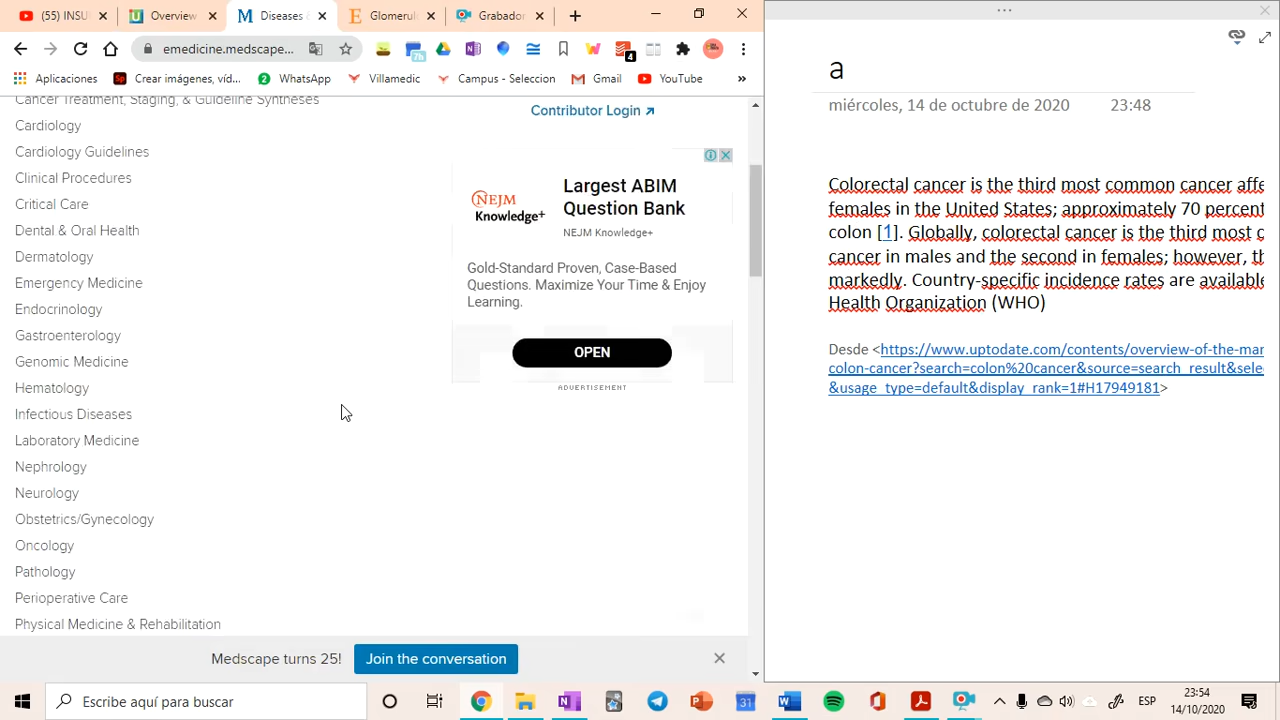 (55) INSU
Overview
Diseases &
Glomeruli
Grabador
emedicine.medscape...
7h
4
Aplicaciones
Crear imágenes, víd...
2
WhatsApp
Villamedic
Campus - Seleccion
Gmail
YouTube
»
Cancer Treatment, Staging, & Guideline Syntheses
Cardiology
Cardiology Guidelines
Clinical Procedures
Critical Care
Dental & Oral Health
Dermatology
Emergency Medicine
Endocrinology
Gastroenterology
Genomic Medicine
Hematology
Infectious Diseases
Laboratory Medicine
Nephrology
Neurology
Obstetrics/Gynecology
Oncology
Pathology
Perioperative Care
Physical Medicine & Rehabilitation
Contributor Login
NEJM
Knowledge+
Largest ABIM
Question Bank
NEJM Knowledge+
Gold-Standard Proven, Case-Based
Questions. Maximize Your Time & Enjoy
Learning.
OPEN
ADVERTISEMENT
Medscape turns 25!
Join the conversation
a
miércoles, 14 de octubre de 2020 23:48
Colorectal cancer is the third most common cancer affe
females in the United States; approximately 70 percent
colon [1]. Globally, colorectal cancer is the third most c
cancer in males and the second in females; however, th
markedly. Country-specific incidence rates are available
Health Organization (WHO)
Desde <https://www.uptodate.com/contents/overview-of-the-mar
colon-cancer?search=colon%20cancer&source=search_result&selec
&usage_type=default&display_rank=1#H17949181>
Escribe aquí para buscar
31
ESP
23:54
14/10/2020